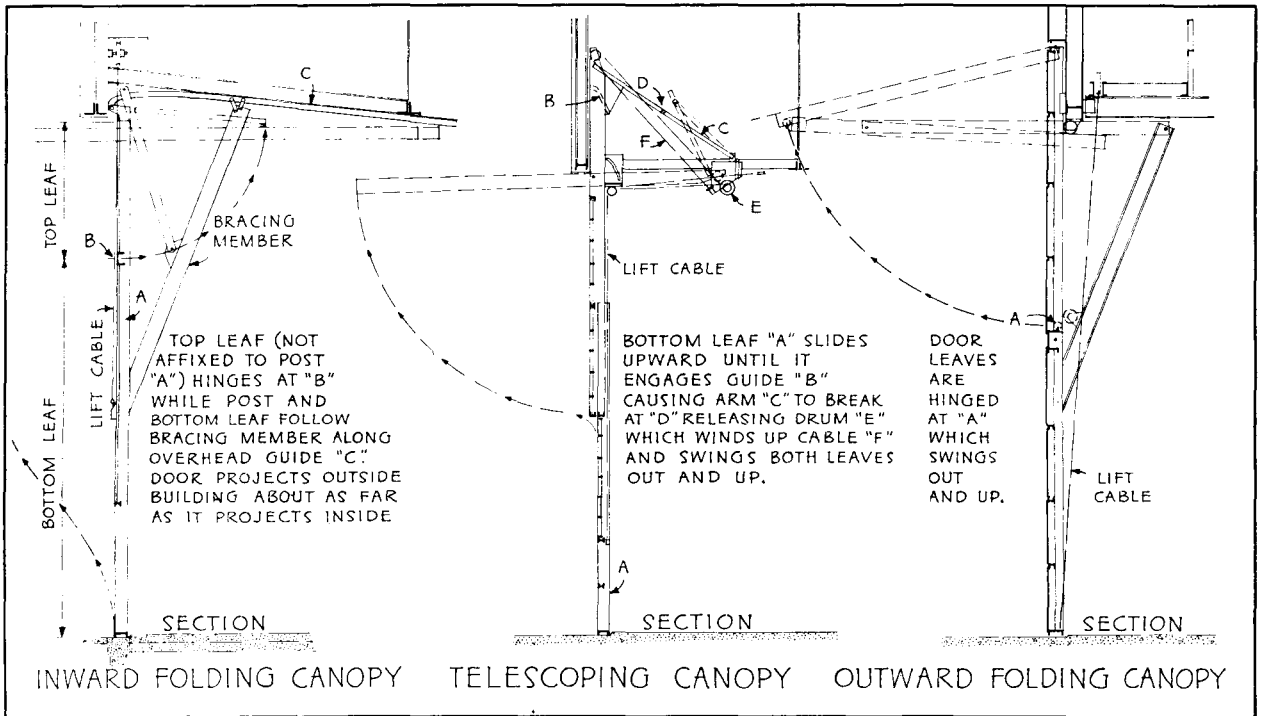 C
TOP LEAF
BRACING
MEMBER
B
A
LIFT CABLE
BOTTOM LEAF
TOP LEAF (NOT
AFFIXED TO POST
"A") HINGES AT "B"
WHILE POST AND
BOTTOM LEAF FOLLOW
BRACING MEMBER ALONG
OVERHEAD GUIDE "C".
DOOR PROJECTS OUTSIDE
BUILDING ABOUT AS FAR
AS IT PROJECTS INSIDE
SECTION
INWARD FOLDING CANOPY
B
D
C
F
E
LIFT CABLE
BOTTOM LEAF "A" SLIDES
UPWARD UNTIL IT
ENGAGES GUIDE "B"
CAUSING ARM "C" TO BREAK
AT "D" RELEASING DRUM "E"
WHICH WINDS UP CABLE "F"
AND SWINGS BOTH LEAVES
OUT AND UP.
A
SECTION
TELESCOPING CANOPY
A
DOOR
LEAVES
ARE
HINGED
AT "A"
WHICH
SWINGS
OUT
AND UP.
LIFT
CABLE
SECTION
OUTWARD FOLDING CANOPY